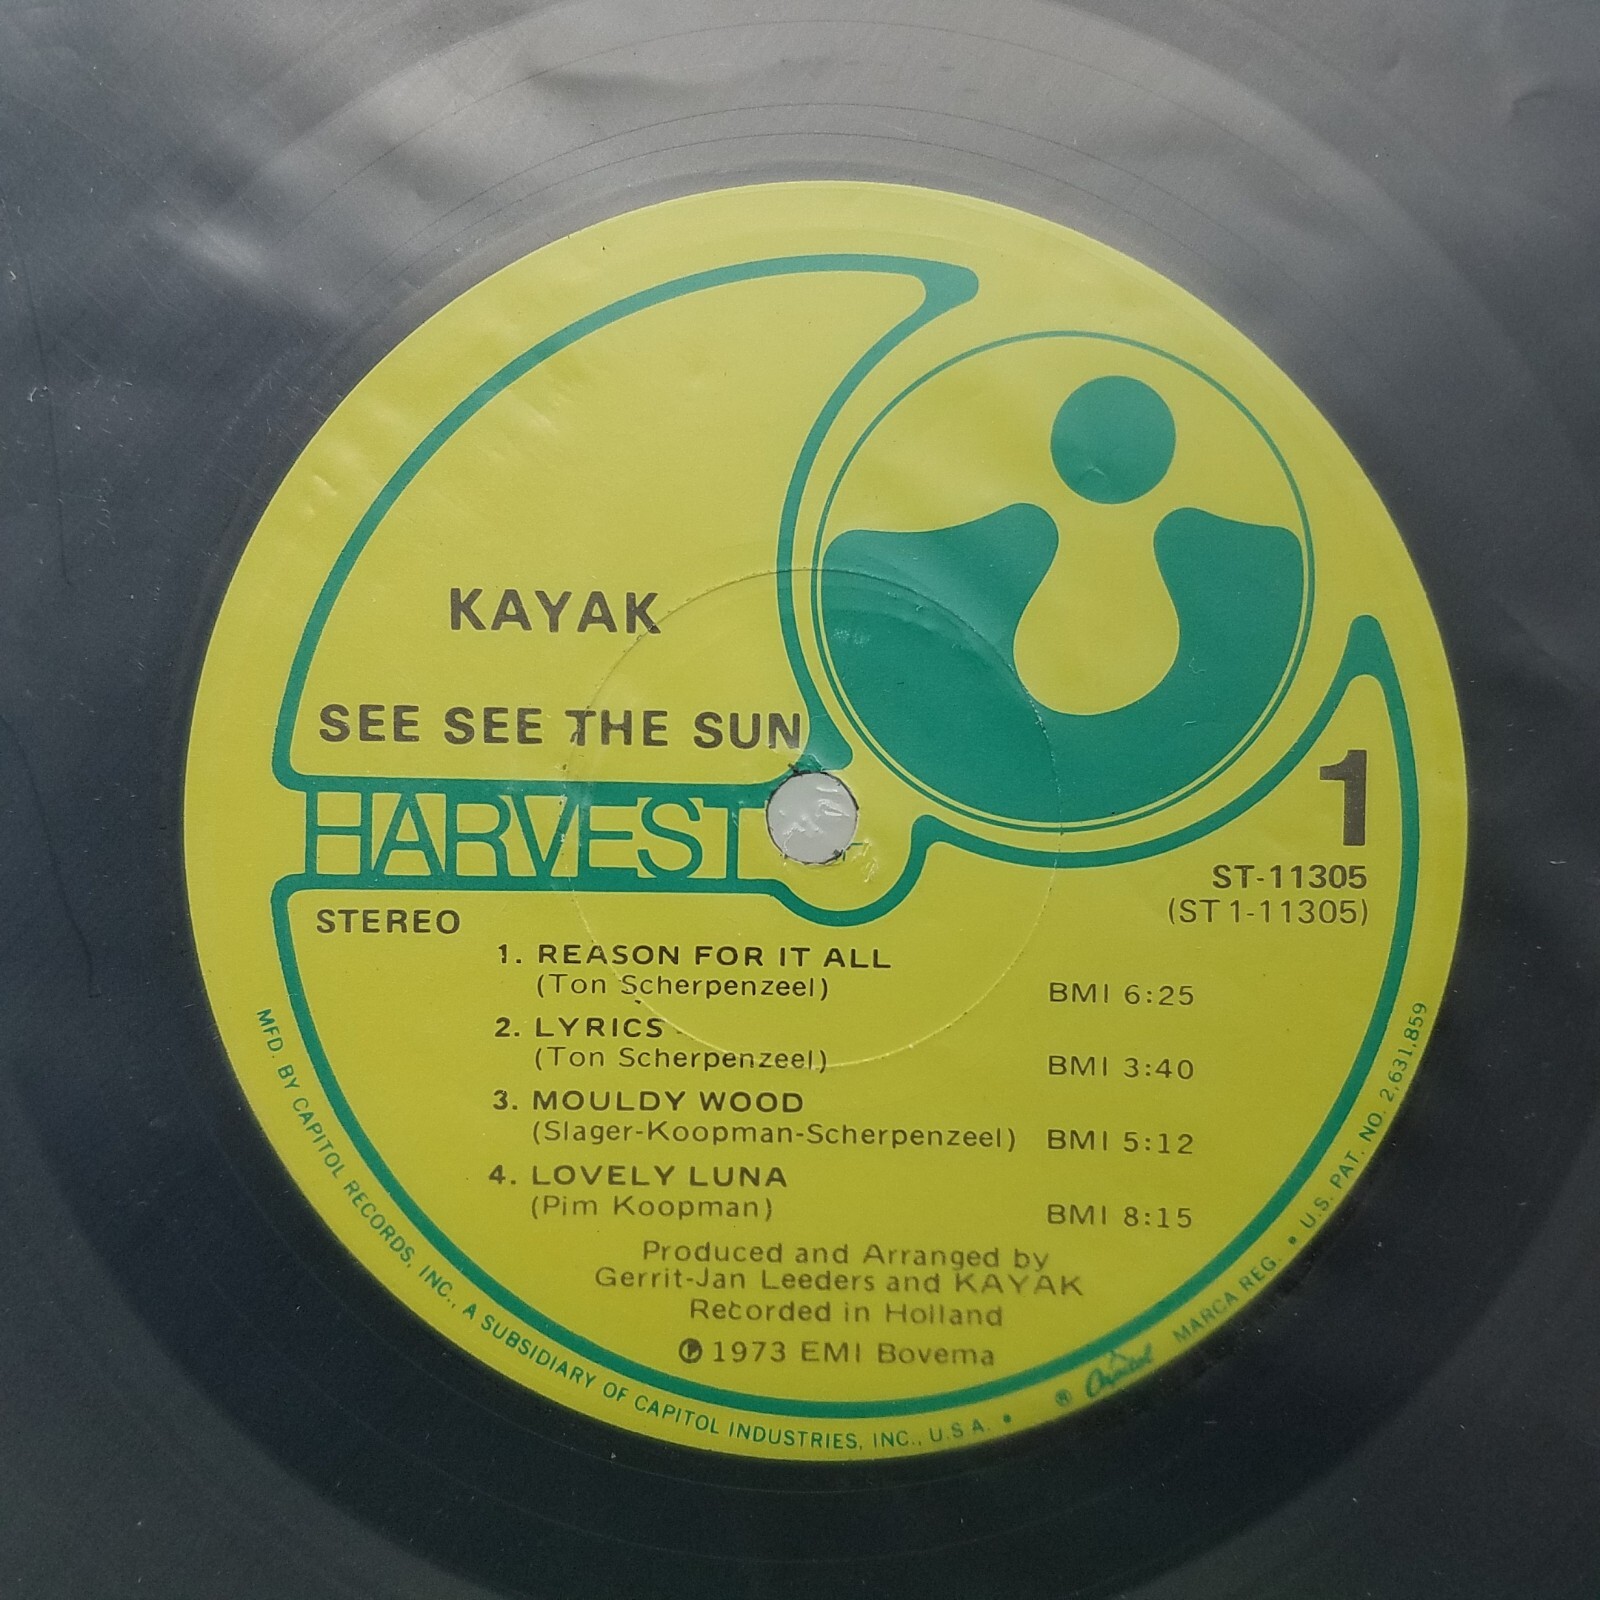 KAYAK
SEE SEE THE SUN
HARVEST
1
ST-11305
(ST 1-11305)
STEREO
1. REASON FOR IT ALL
(Ton Scherpenzeel)
BMI 6:25
2. LYRICS
(Ton Scherpenzeel)
BMI 3:40
3. MOULDY WOOD
(Slager-Koopman-Scherpenzeel) BMI 5:12
4. LOVELY LUNA
(Pim Koopman)
BMI 8:15
Produced and Arranged by
Gerrit-Jan Leeders and KAYAK
Recorded in Holland
℗ 1973 EMI Bovema
MFD. BY CAPITOL RECORDS, INC., A SUBSIDIARY OF CAPITOL INDUSTRIES, INC., U.S.A. • ® Capitol MARCA REG. • U.S. PAT. NO. 2,631,859